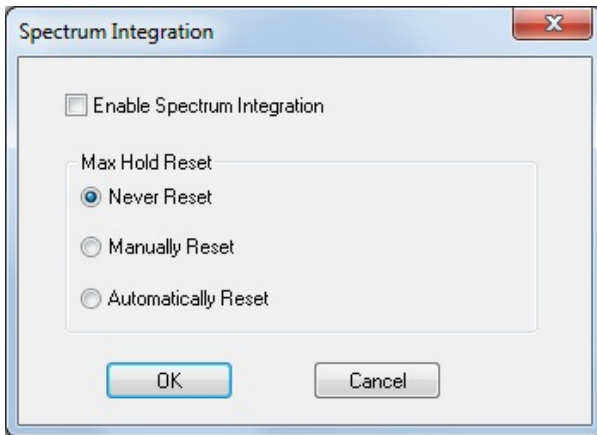 Spectrum Integration
Enable Spectrum Integration
Max Hold Reset
Never Reset
Manually Reset
Automatically Reset
OK
Cancel